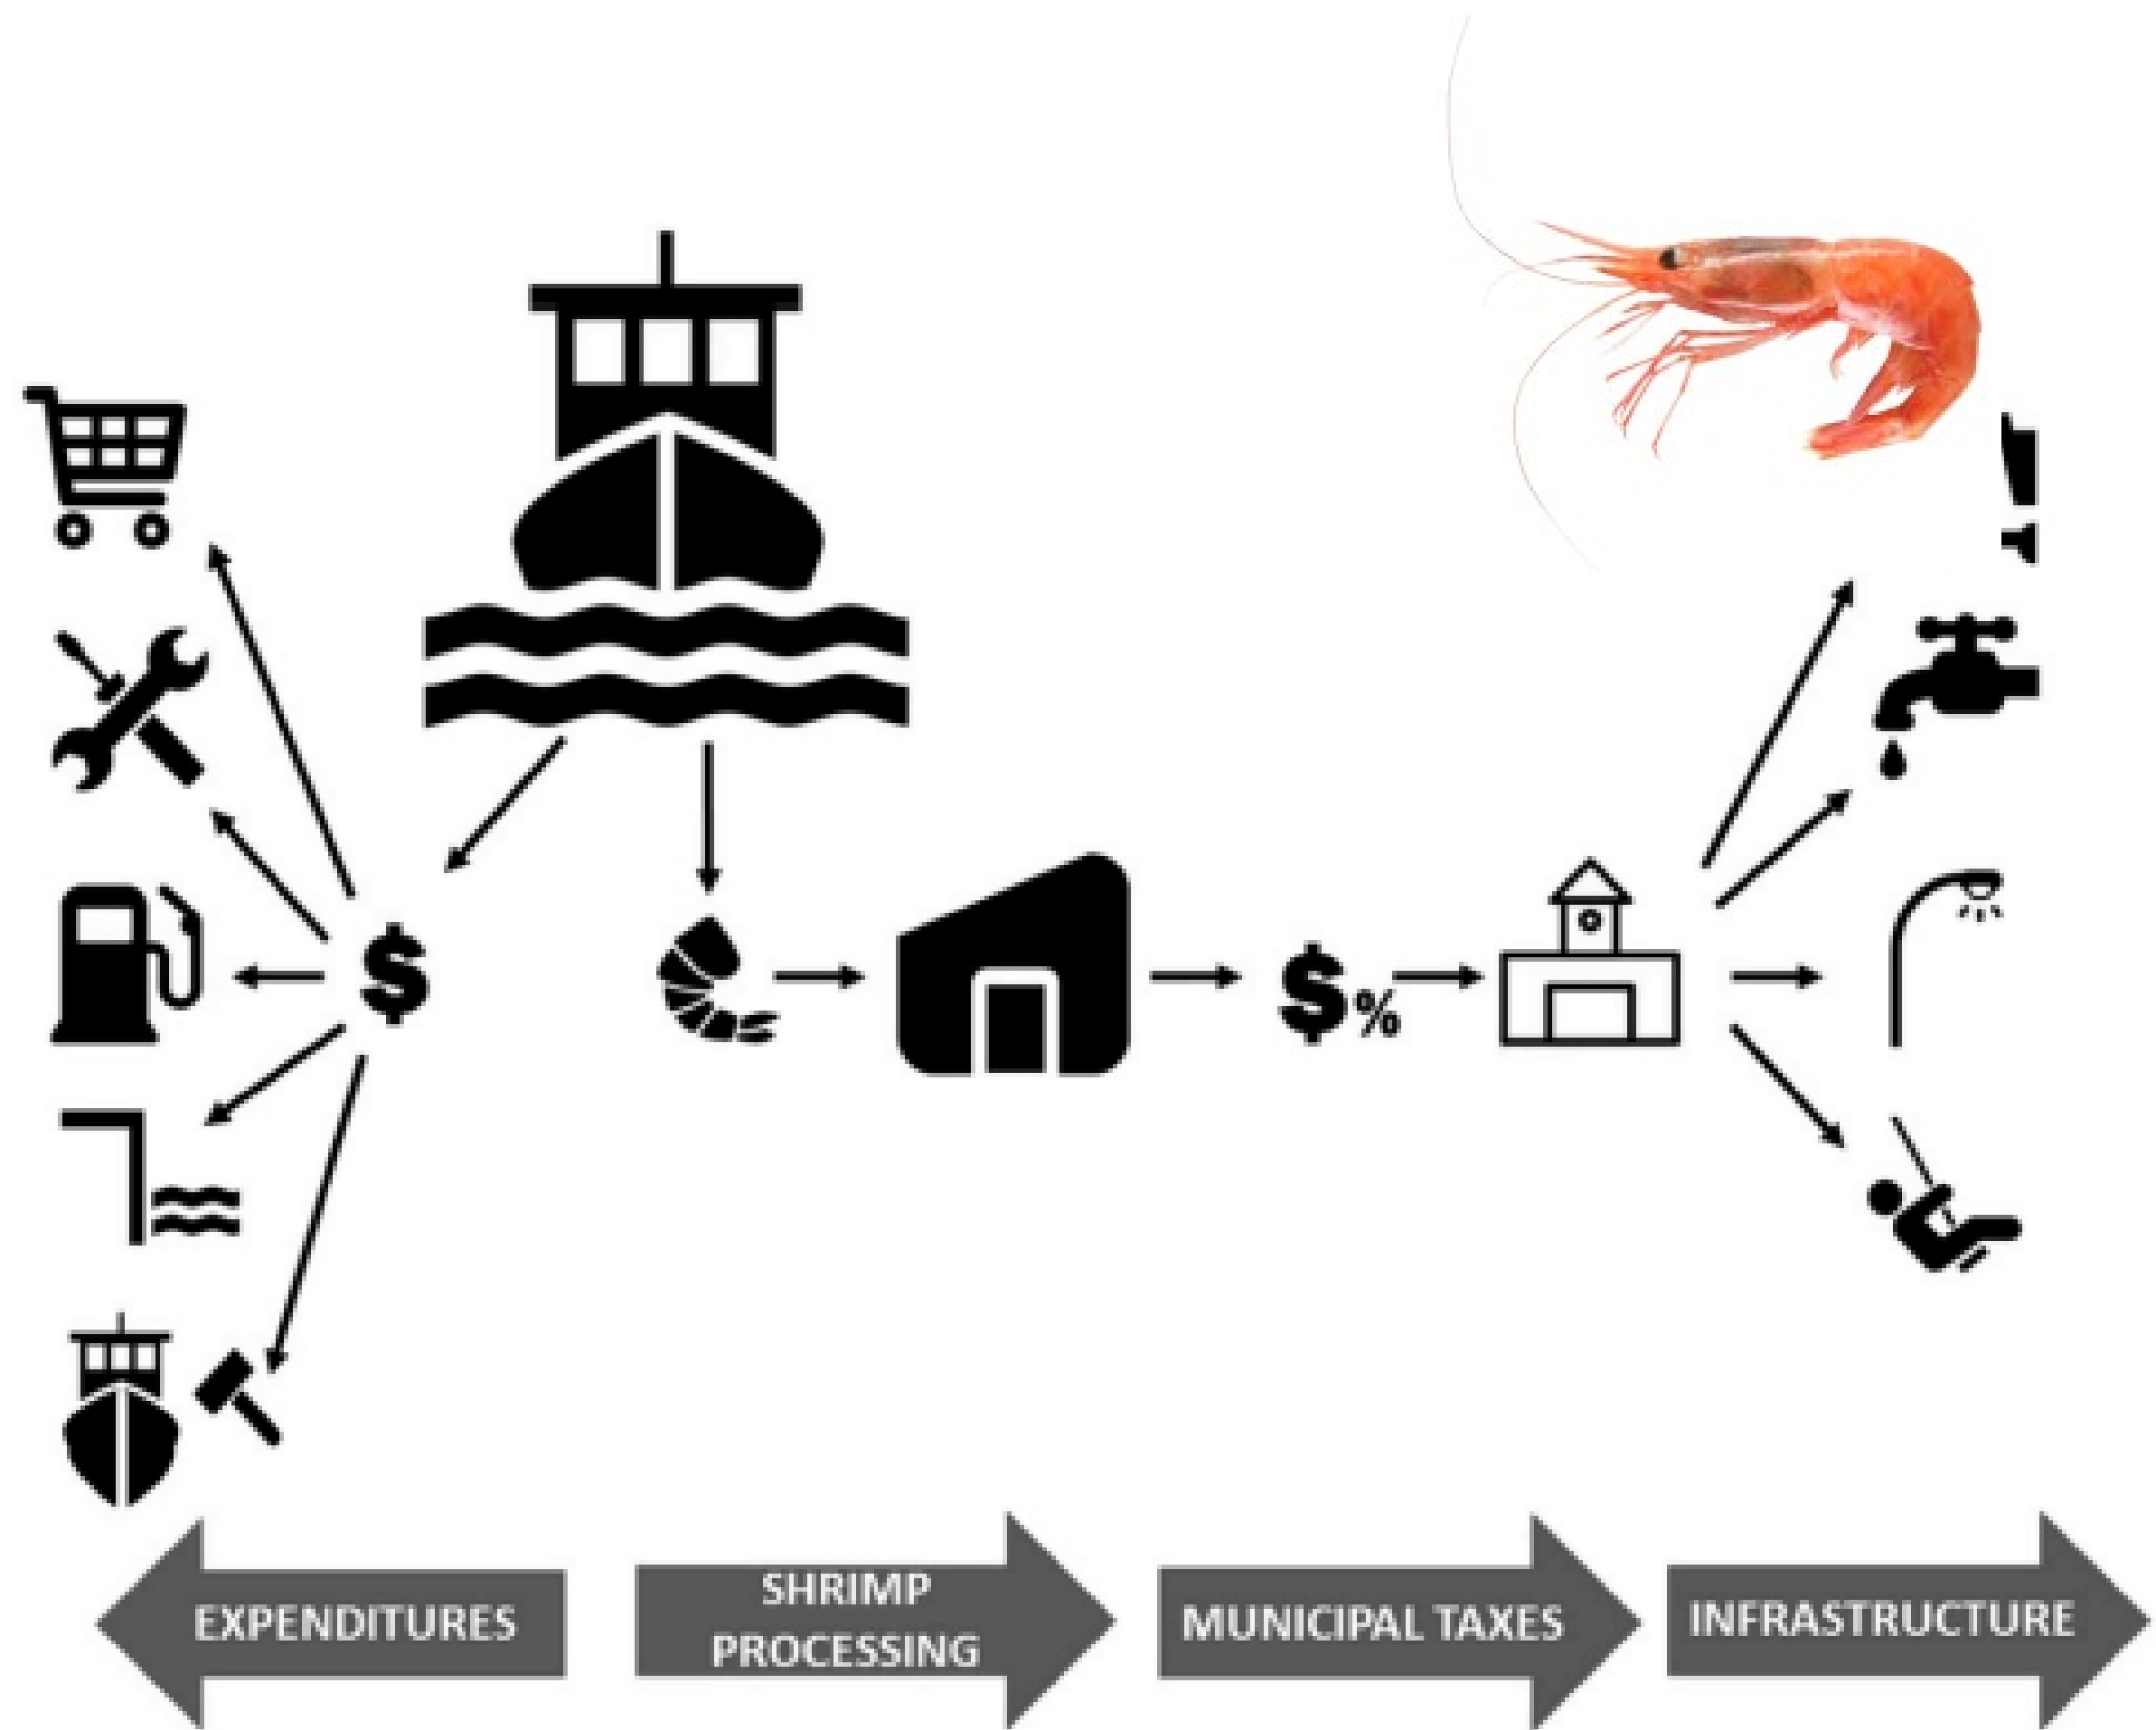 $
$%
EXPENDITURES
SHRIMP
PROCESSING
MUNICIPAL TAXES
INFRASTRUCTURE